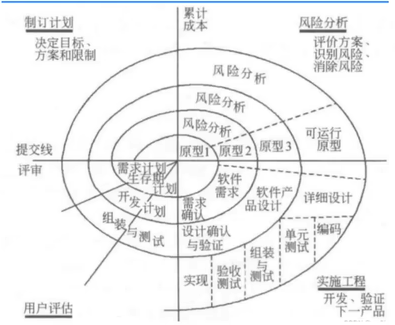 制订计划
决定目标、
方案和限制
累计
成本
风险分析
评价方案、
识别风险、
消除风险
风险分析
风险分析
风险分析
可运行
原型
原型1
原型2
原型3
提交线
评审
需求计划
生存期
计划
开发计划
组装与测试
软件
需求
需求
确认
软件产
品设计
详细设计
设计确认
与验证
实现
验收
测试
组装
与
测试
单元
测试
编码
用户评估
实施工程
开发、验证
下一产品